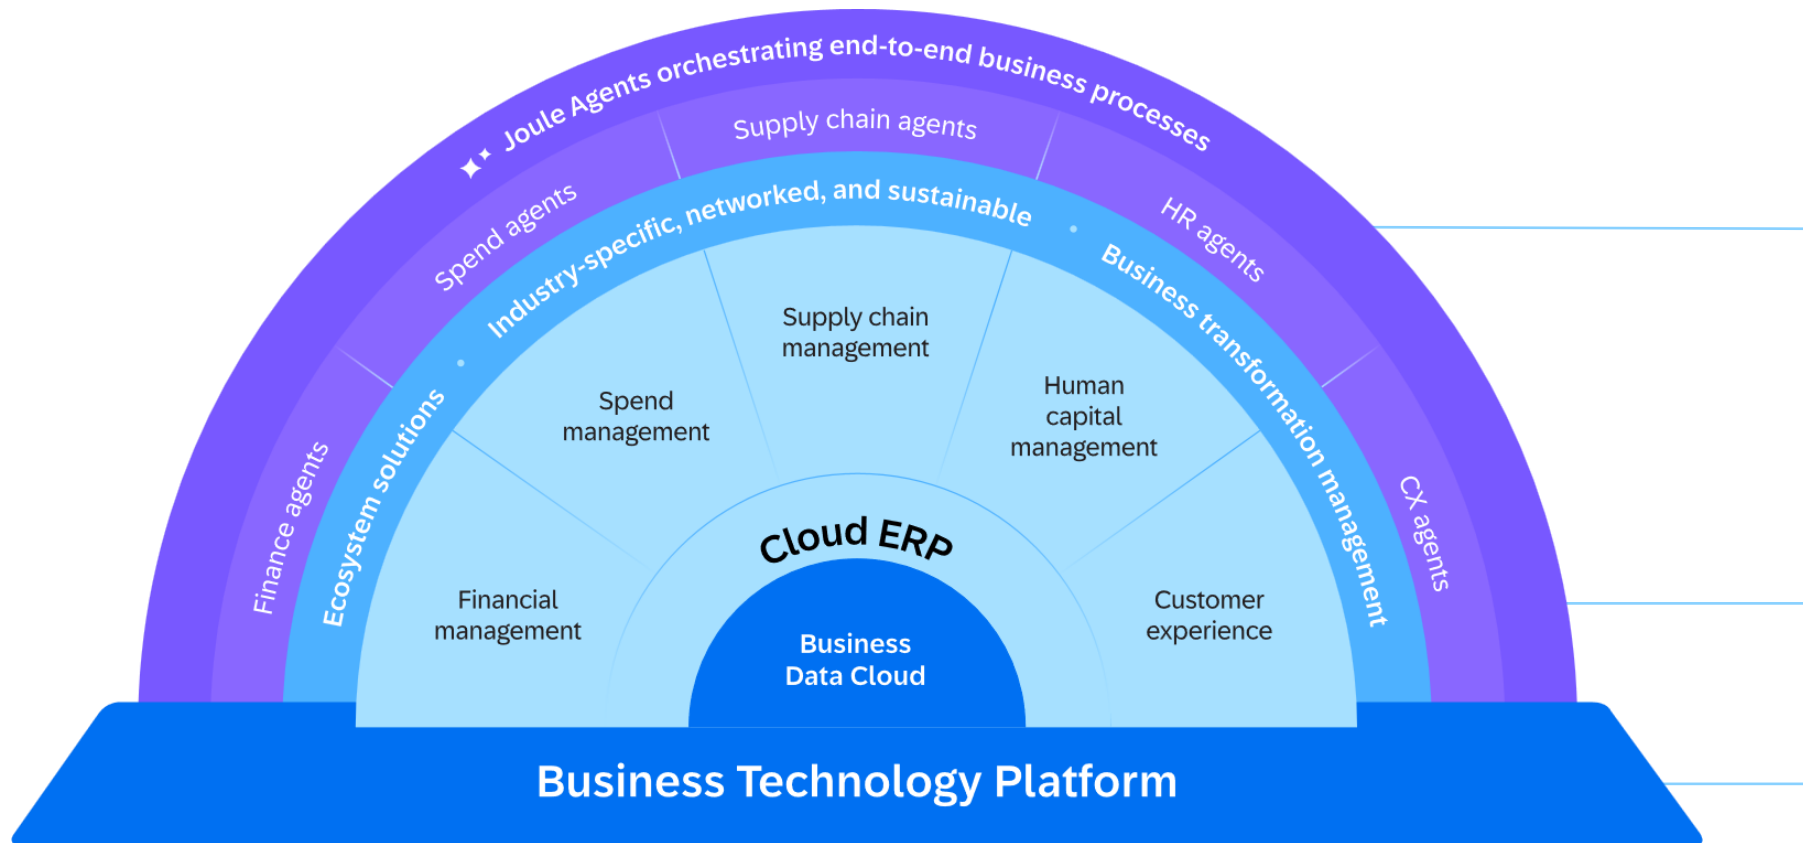 Joule Agents orchestrating end-to-end business processes
Finance agents
Spend agents
Supply chain agents
HR agents
CX agents
Ecosystem solutions • Industry-specific, networked, and sustainable • Business transformation management
Financial
management
Spend
management
Supply chain
management
Human
capital
management
Customer
experience
Cloud ERP
Business
Data Cloud
Business Technology Platform